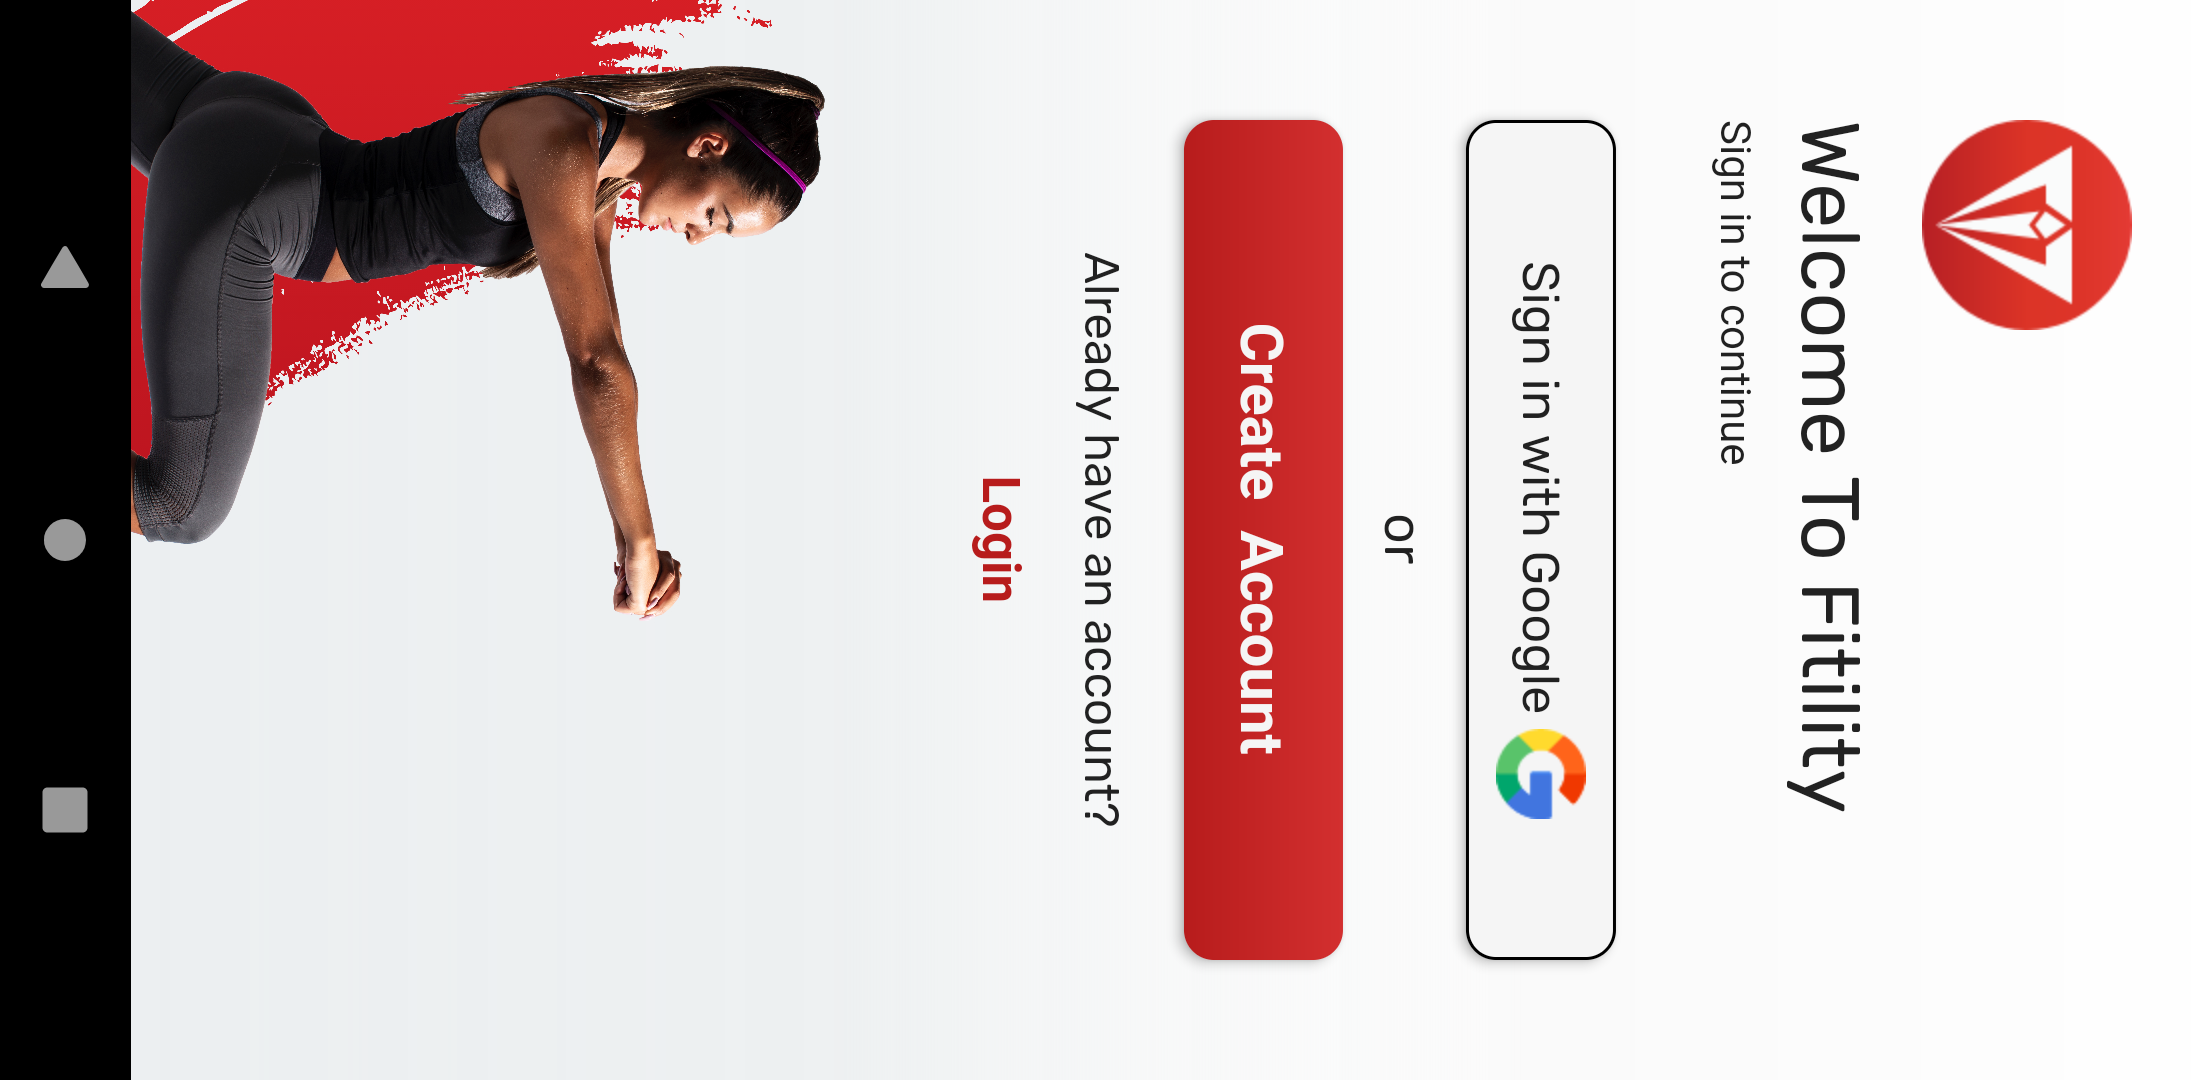 Welcome To Fitility
Sign in to continue
Sign in with Google
or
Create Account
Already have an account?
Login